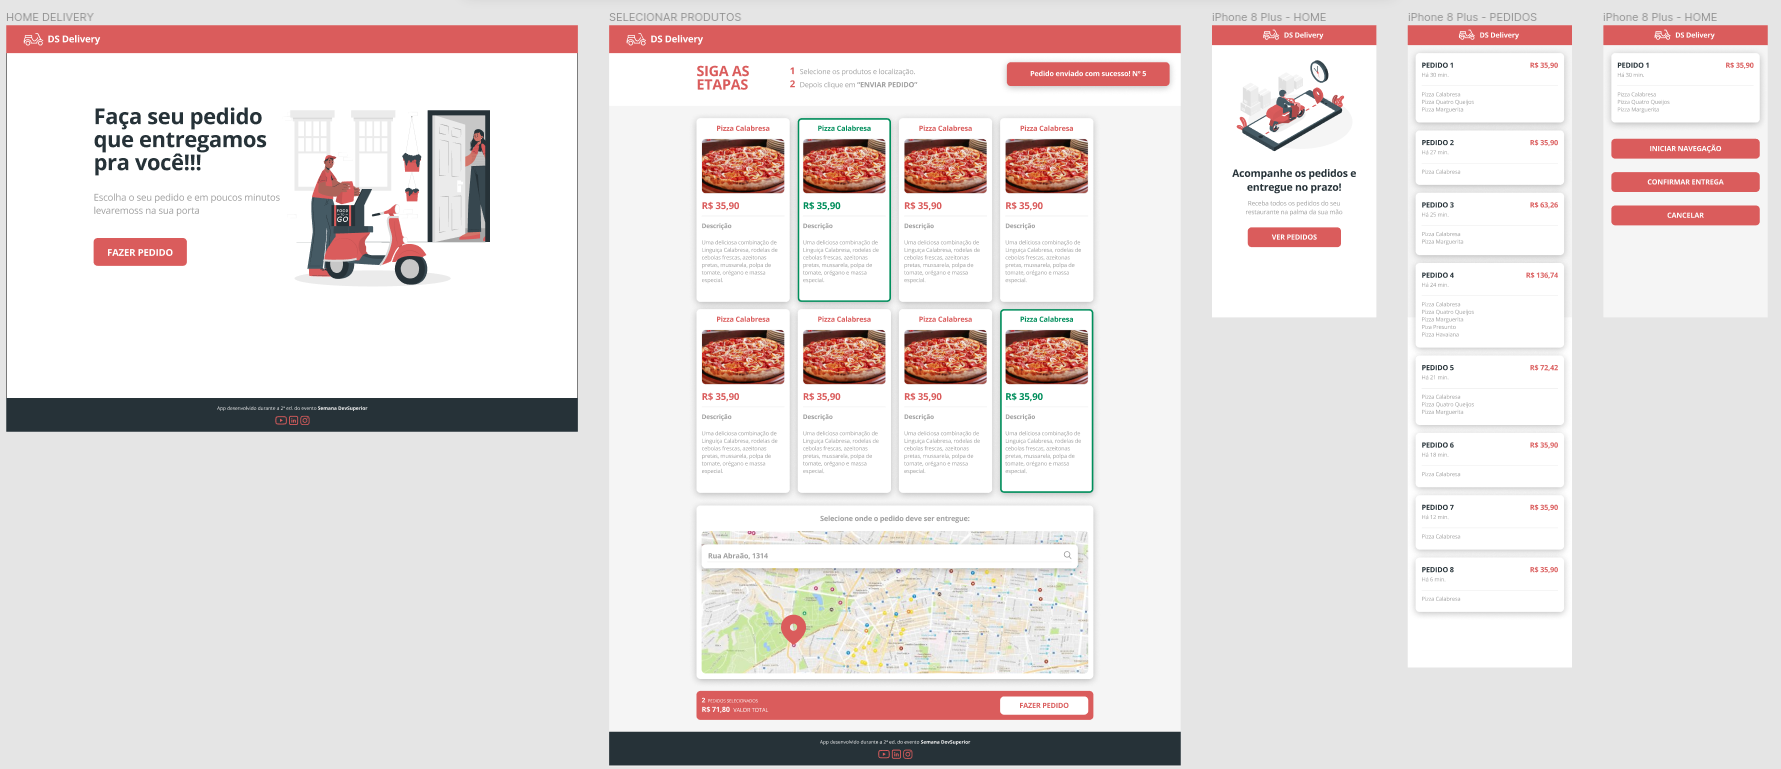 HOME DELIVERY
DS Delivery
Faça seu pedido
que entregamos
pra você!!!
Escolha o seu pedido e em poucos minutos
levaremoss na sua porta
FAZER PEDIDO
FOOD
GO
App desenvolvido durante a 2ª ed. do evento Semana DevSuperior
SELECIONAR PRODUTOS
DS Delivery
SIGA AS
ETAPAS
1 Selecione os produtos e localização.
2 Depois clique em "ENVIAR PEDIDO"
Pedido enviado com sucesso! Nº 5
Pizza Calabresa
R$ 35,90
Descrição
Uma deliciosa combinação de
Linguiça Calabresa, rodelas de
cebolas frescas, azeitonas
pretas, mussarela, polpa de
tomate, orégano e massa
especial.
Pizza Calabresa
R$ 35,90
Descrição
Uma deliciosa combinação de
Linguiça Calabresa, rodelas de
cebolas frescas, azeitonas
pretas, mussarela, polpa de
tomate, orégano e massa
especial.
Pizza Calabresa
R$ 35,90
Descrição
Uma deliciosa combinação de
Linguiça Calabresa, rodelas de
cebolas frescas, azeitonas
pretas, mussarela, polpa de
tomate, orégano e massa
especial.
Pizza Calabresa
R$ 35,90
Descrição
Uma deliciosa combinação de
Linguiça Calabresa, rodelas de
cebolas frescas, azeitonas
pretas, mussarela, polpa de
tomate, orégano e massa
especial.
Pizza Calabresa
R$ 35,90
Descrição
Uma deliciosa combinação de
Linguiça Calabresa, rodelas de
cebolas frescas, azeitonas
pretas, mussarela, polpa de
tomate, orégano e massa
especial.
Pizza Calabresa
R$ 35,90
Descrição
Uma deliciosa combinação de
Linguiça Calabresa, rodelas de
cebolas frescas, azeitonas
pretas, mussarela, polpa de
tomate, orégano e massa
especial.
Pizza Calabresa
R$ 35,90
Descrição
Uma deliciosa combinação de
Linguiça Calabresa, rodelas de
cebolas frescas, azeitonas
pretas, mussarela, polpa de
tomate, orégano e massa
especial.
Pizza Calabresa
R$ 35,90
Descrição
Uma deliciosa combinação de
Linguiça Calabresa, rodelas de
cebolas frescas, azeitonas
pretas, mussarela, polpa de
tomate, orégano e massa
especial.
Selecione onde o pedido deve ser entregue:
Rua Abraão, 1314
2 PEDIDOS SELECIONADOS
R$ 71,80 VALOR TOTAL
FAZER PEDIDO
App desenvolvido durante a 2ª ed. do evento Semana DevSuperior
iPhone 8 Plus - HOME
DS Delivery
Acompanhe os pedidos e
entregue no prazo!
Receba todos os pedidos do seu
restaurante na palma da sua mão
VER PEDIDOS
iPhone 8 Plus - PEDIDOS
DS Delivery
PEDIDO 1 R$ 35,90
Há 30 min.
Pizza Calabresa
Pizza Quatro Queijos
Pizza Marguerita
PEDIDO 2 R$ 35,90
Há 27 min.
Pizza Calabresa
PEDIDO 3 R$ 63,26
Há 25 min.
Pizza Calabresa
Pizza Marguerita
PEDIDO 4 R$ 136,74
Há 24 min.
Pizza Calabresa
Pizza Quatro Queijos
Pizza Marguerita
Piza Presunto
Pizza Havaiana
PEDIDO 5 R$ 72,42
Há 21 min.
Pizza Calabresa
Pizza Quatro Queijos
Pizza Marguerita
PEDIDO 6 R$ 35,90
Há 18 min.
Pizza Calabresa
PEDIDO 7 R$ 35,90
Há 13 min.
Pizza Calabresa
PEDIDO 8 R$ 35,90
Há 6 min.
Pizza Calabresa
iPhone 8 Plus - HOME
DS Delivery
PEDIDO 1 R$ 35,90
Há 30 min.
Pizza Calabresa
Pizza Quatro Queijos
Pizza Marguerita
INICIAR NAVEGAÇÃO
CONFIRMAR ENTREGA
CANCELAR